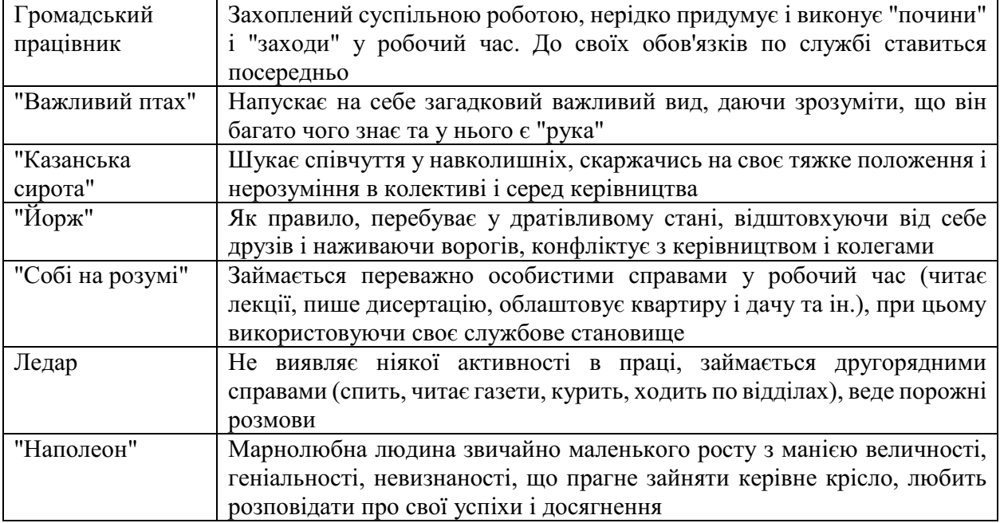 Громадський
працівник
Захоплений суспільною роботою, нерідко придумує і виконує "почини"
і "заходи" у робочий час. До своїх обов'язків по службі ставиться
посередньо
"Важливий птах"
Напускає на себе загадковий важливий вид, даючи зрозуміти, що він
багато чого знає та у нього є "рука"
"Казанська
сирота"
Шукає співчуття у навколишніх, скаржачись на своє тяжке положення і
нерозуміння в колективі і серед керівництва
"Йорж"
Як правило, перебуває у дратівливому стані, відштовхуючи від себе
друзів і наживаючи ворогів, конфліктує з керівництвом і колегами
"Собі на розумі"
Займається переважно особистими справами у робочий час (читає
лекції, пише дисертацію, облаштовує квартиру і дачу та ін.), при цьому
використовуючи своє службове становище
Ледар
Не виявляє ніякої активності в праці, займається другорядними
справами (спить, читає газети, курить, ходить по відділах), веде порожні
розмови
"Наполеон"
Марнолюбна людина звичайно маленького росту з манією величності,
геніальності, невизнаності, що прагне зайняти керівне крісло, любить
розповідати про свої успіхи і досягнення